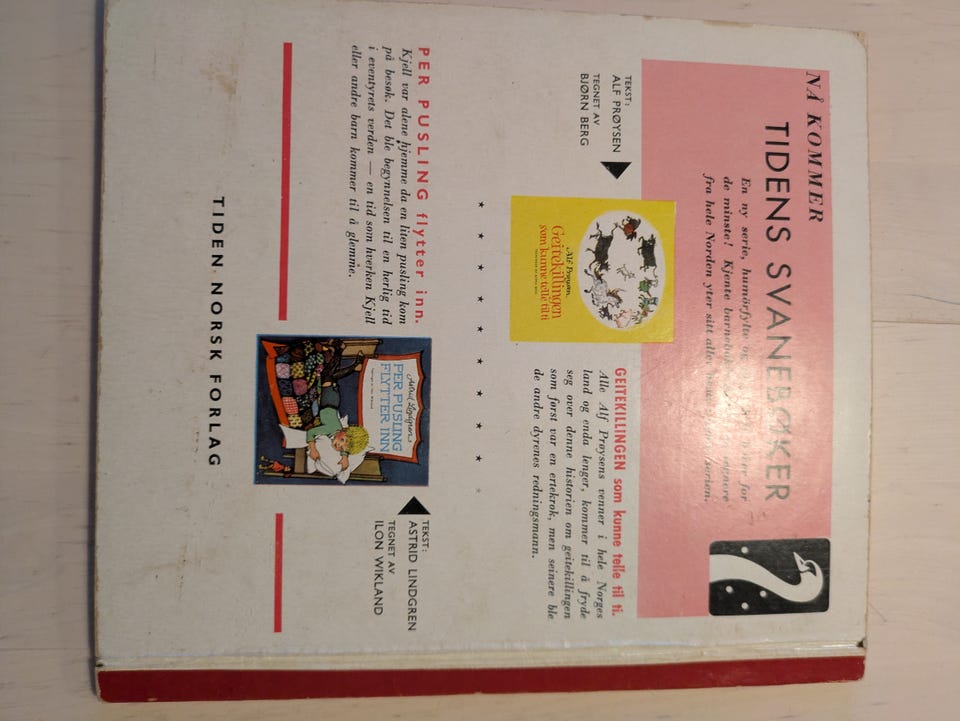 NÅ KOMMER
TIDENS SVANEBØKER
En ny serie, humörfylte og
de minste! Kjente
fra hele Norden yter sitt aller serien.
TEKST:
ALF PRØYSEN
TEGNET AV
BJØRN BERG
Alf Prøysen
Geitekillingen
som kunne telle til ti
GEITEKILLINGEN som kunne telle til ti.
Alle Alf Prøysens venner i hele Norges
land og enda lenger, kommer til å fryde
seg over denne historien om geitekillingen
som først var en ertekrok, men seinere ble
de andre dyrenes redningsmann.
★ ★ ★ ★ ★ ★ ★ ★ ★ ★
PER PUSLING flytter inn.
Kjell var alene hjemme da en liten pusling kom
på besøk. Det ble begynnelsen til en herlig tid
i eventyrets verden — en tid som hverken Kjell
eller andre barn kommer til å glemme.
Astrid Lindgren
PER PUSLING
FLYTTER INN
TEKST:
ASTRID LINDGREN
TEGNET AV
ILON WIKLAND
TIDEN NORSK FORLAG